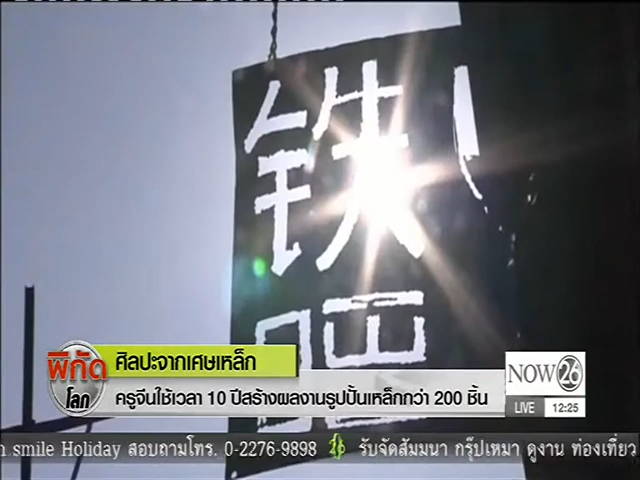 铁
พิกัด
โลก
ศิลปะจากเศษเหล็ก
ครูจีนใช้เวลา 10 ปีสร้างผลงานรูปปั้นเหล็กกว่า 200 ชิ้น
NOW 26
LIVE 12:25
smile Holiday สอบถามโทร. 0-2276-9898 26 รับจัดสัมมนา กรุ๊ปเหมา ดูงาน ท่องเที่ยว